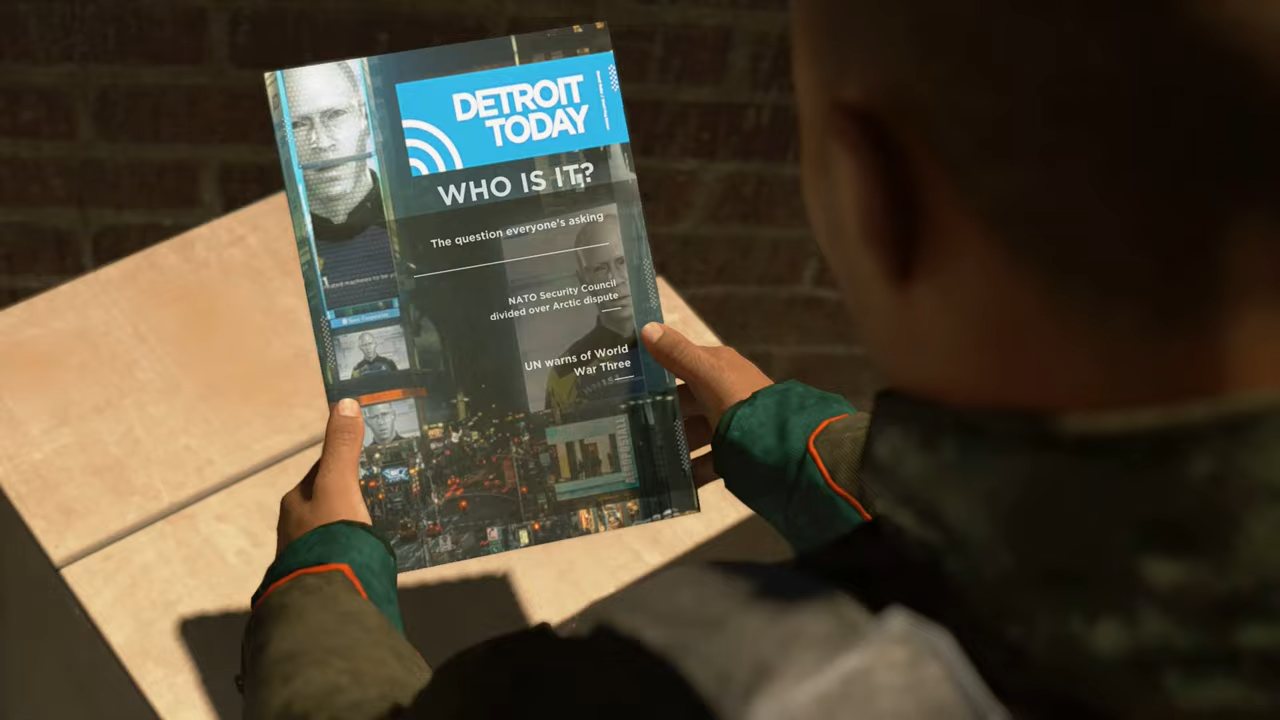 DETROIT
TODAY
WHO IS IT?
The question everyone's asking
NATO Security Council
divided over Arctic dispute
UN warns of World
War Three